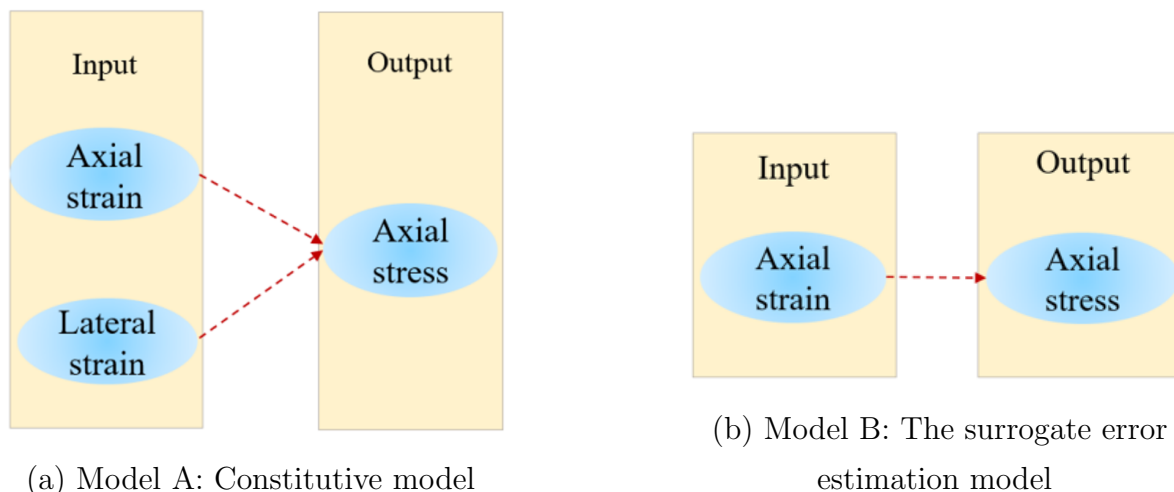 Input
Output
Axial
strain
Lateral
strain
Axial
stress
(a) Model A: Constitutive model
Input
Output
Axial
strain
Axial
stress
(b) Model B: The surrogate error
estimation model